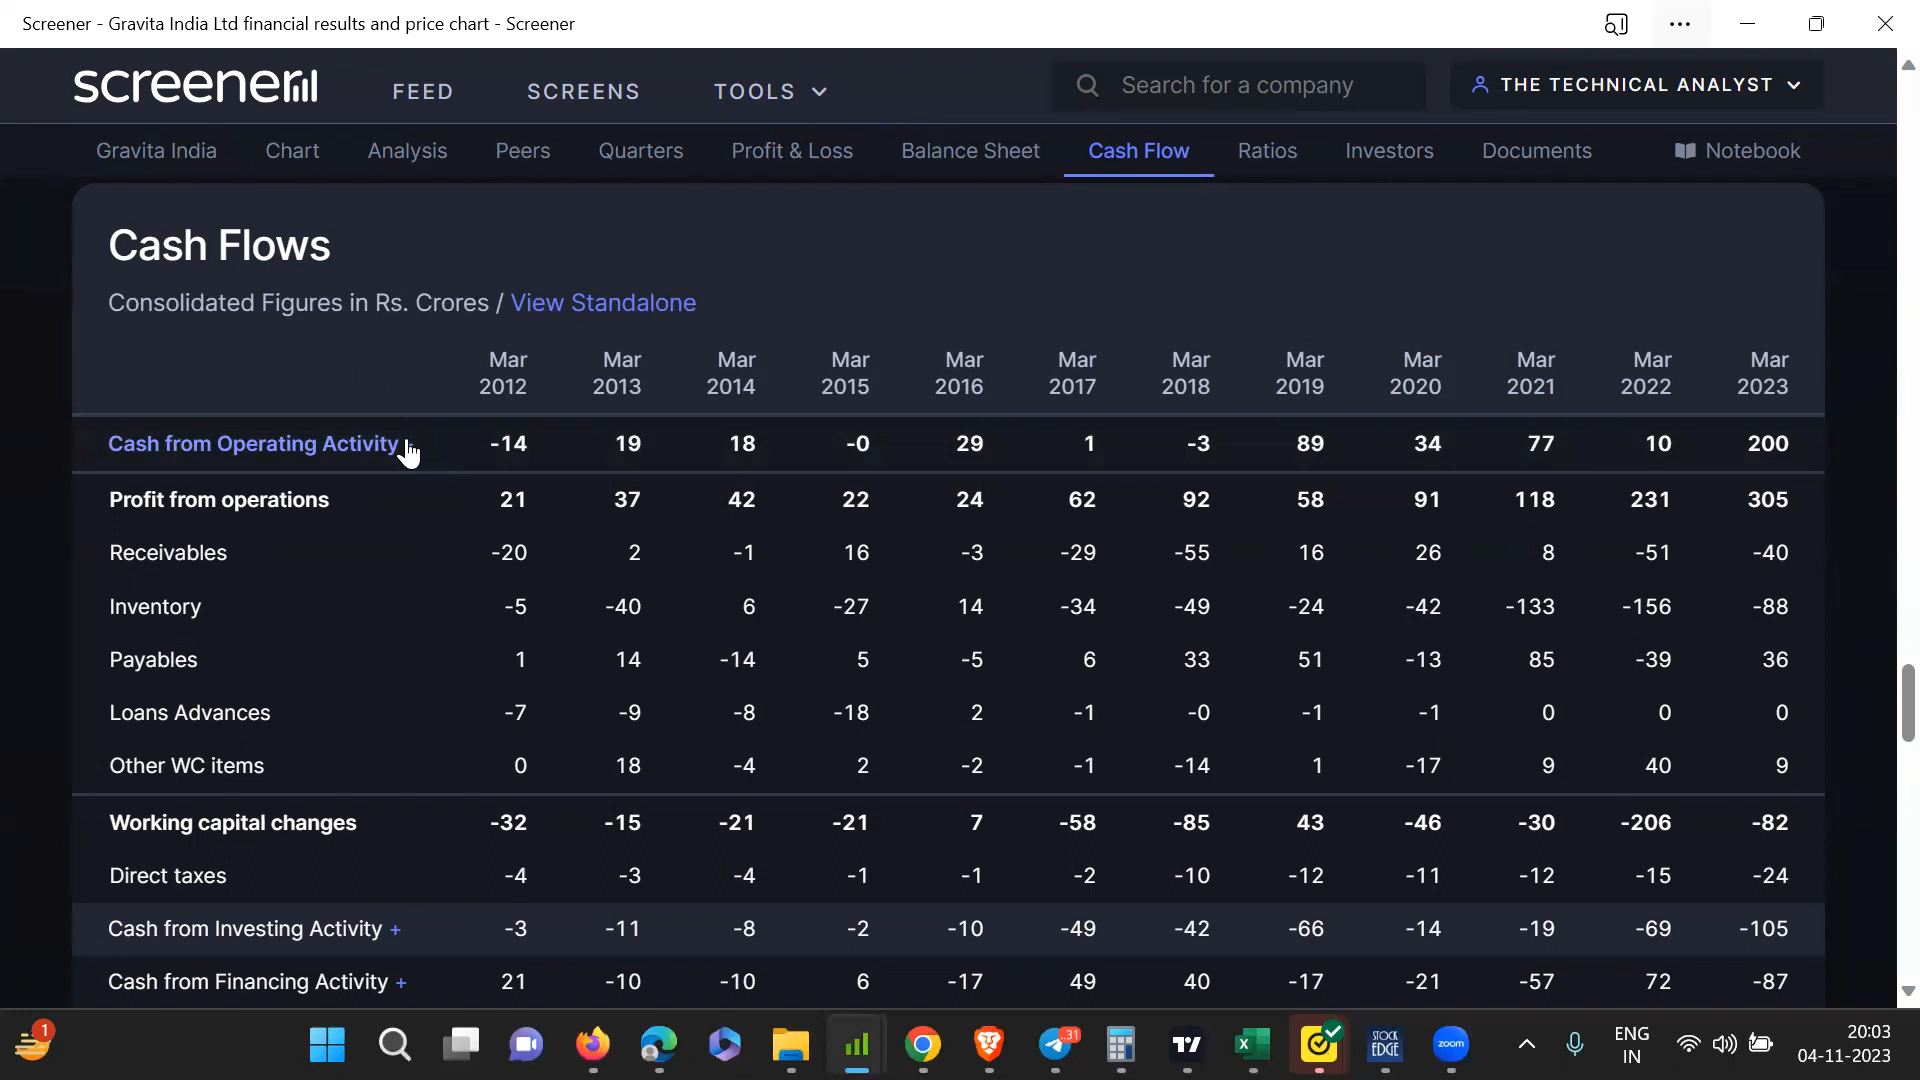 Screener - Gravita India Ltd financial results and price chart - Screener
screener FEED SCREENS TOOLS Search for a company THE TECHNICAL ANALYST
Gravita India Chart Analysis Peers Quarters Profit & Loss Balance Sheet Cash Flow Ratios Investors Documents Notebook
Cash Flows
Consolidated Figures in Rs. Crores / View Standalone
Mar Mar Mar Mar Mar Mar Mar Mar Mar Mar Mar Mar
2012 2013 2014 2015 2016 2017 2018 2019 2020 2021 2022 2023
Cash from Operating Activity -14 19 18 -0 29 1 -3 89 34 77 10 200
Profit from operations 21 37 42 22 24 62 92 58 91 118 231 305
Receivables -20 2 -1 16 -3 -29 -55 16 26 8 -51 -40
Inventory -5 -40 6 -27 14 -34 -49 -24 -42 -133 -156 -88
Payables 1 14 -14 5 -5 6 33 51 -13 85 -39 36
Loans Advances -7 -9 -8 -18 2 -1 -0 -1 -1 0 0 0
Other WC items 0 18 -4 2 -2 -1 -14 1 -17 9 40 9
Working capital changes -32 -15 -21 -21 7 -58 -85 43 -46 -30 -206 -82
Direct taxes -4 -3 -4 -1 -1 -2 -10 -12 -11 -12 -15 -24
Cash from Investing Activity + -3 -11 -8 -2 -10 -49 -42 -66 -14 -19 -69 -105
Cash from Financing Activity + 21 -10 -10 6 -17 49 40 -17 -21 -57 72 -87
1 31 STOCK EDGE zoom ENG IN 20:03
04-11-2023